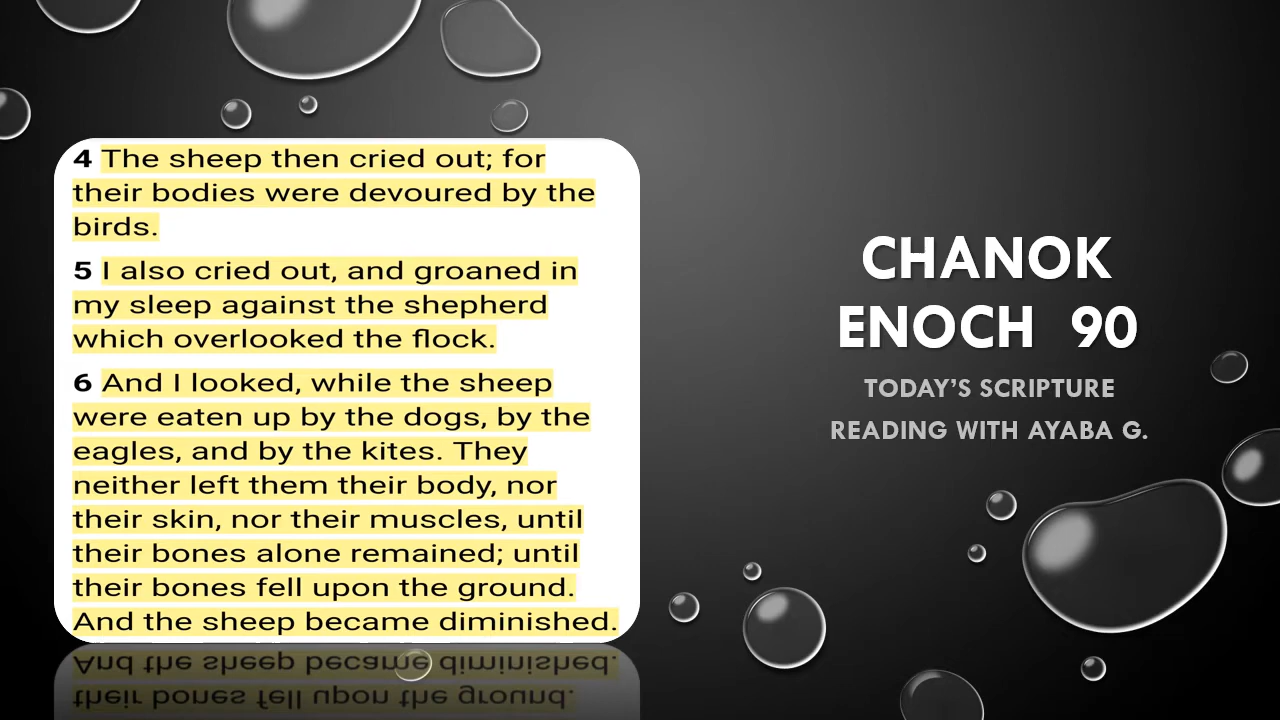 4 The sheep then cried out; for
their bodies were devoured by the
birds.
5 I also cried out, and groaned in
my sleep against the shepherd
which overlooked the flock.
6 And I looked, while the sheep
were eaten up by the dogs, by the
eagles, and by the kites. They
neither left them their body, nor
their skin, nor their muscles, until
their bones alone remained; until
their bones fell upon the ground.
And the sheep became diminished.
CHANOK
ENOCH 90
TODAY'S SCRIPTURE
READING WITH AYABA G.